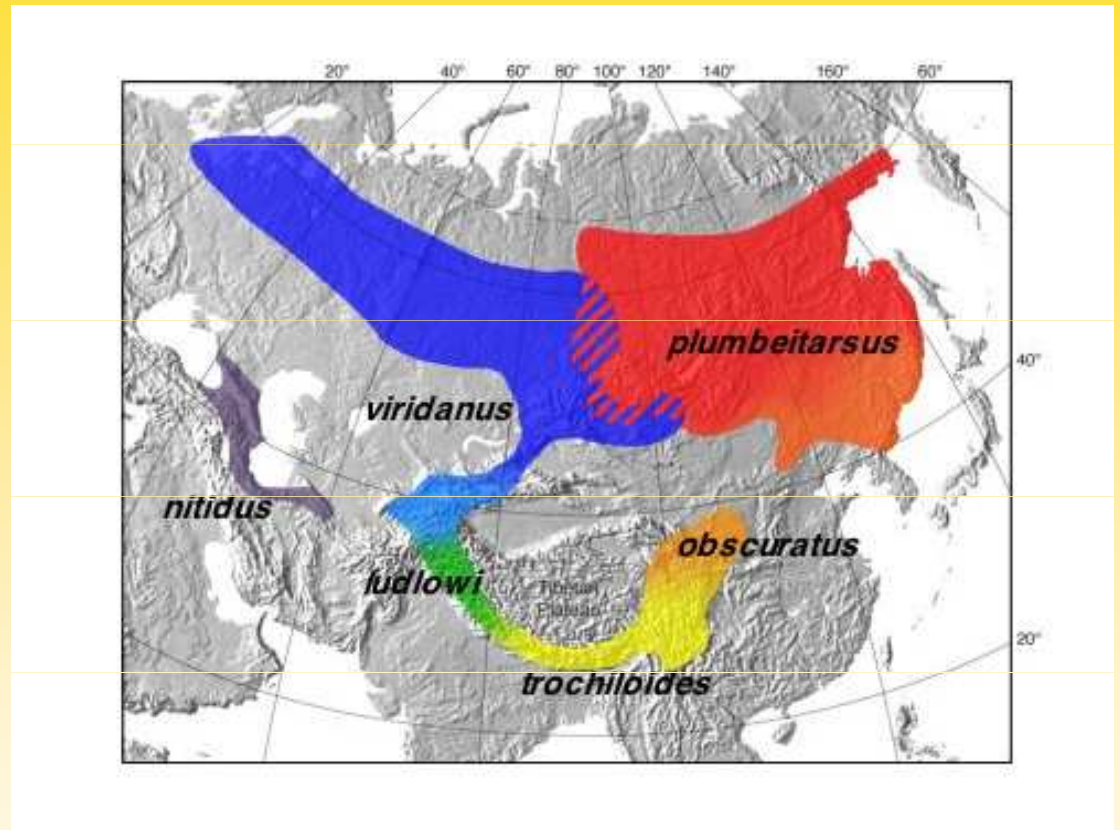 20° 40° 60° 80° 100° 120° 140° 160° 60°
plumbeitarsus
40°
viridanus
nitidus
obscuratus
ludlowi
Tibetan
Plateau
20°
trochiloides